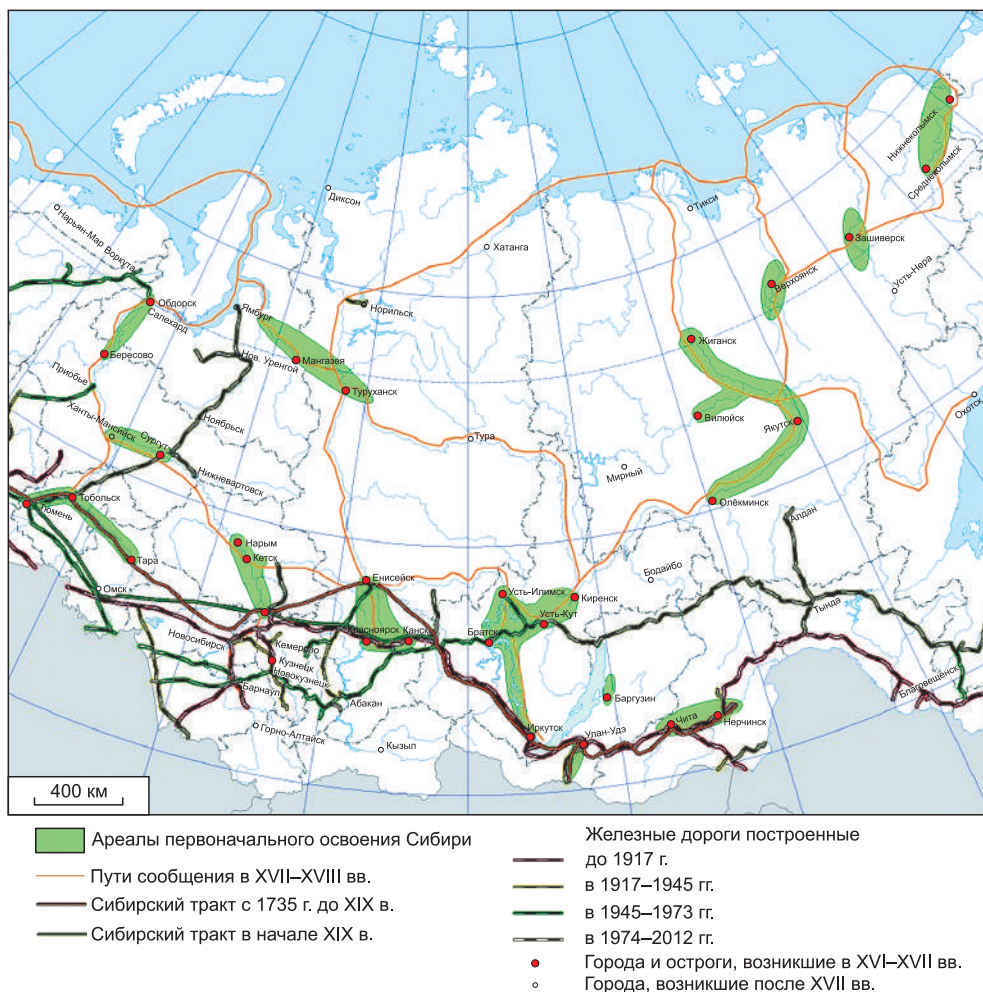 Диксон
Тикси
Хатанга
Нижнеколымск
Среднеколымск
Зашиверск
Усть-Нера
Верхоянск
Нарьян-Мар
Воркута
Обдорск
Салехард
Ямбург
Норильск
Жиганск
Бересово
Нов. Уренгой
Мангазея
Туруханск
Приобье
Ханты-Мансийск
Сургут
Ноябрьск
Нижневартовск
Тура
Вилюйск
Якутск
Охотск
Мирный
Олёкминск
Тобольск
Тюмень
Тара
Омск
Нарым
Кетск
Енисейск
Усть-Илимск
Усть-Кут
Киренск
Бодайбо
Алдан
Тында
Новосибирск
Кемерово
Кузнецк
Новокузнецк
Барнаул
Красноярск
Канск
Братск
Абакан
Горно-Алтайск
Кызыл
Иркутск
Улан-Удэ
Баргузин
Чита
Нерчинск
Благовещенск
400 км
Ареалы первоначального освоения Сибири
Пути сообщения в XVII–XVIII вв.
Сибирский тракт с 1735 г. до XIX в.
Сибирский тракт в начале XIX в.
Железные дороги построенные
до 1917 г.
в 1917–1945 гг.
в 1945–1973 гг.
в 1974–2012 гг.
Города и остроги, возникшие в XVI–XVII вв.
Города, возникшие после XVII вв.